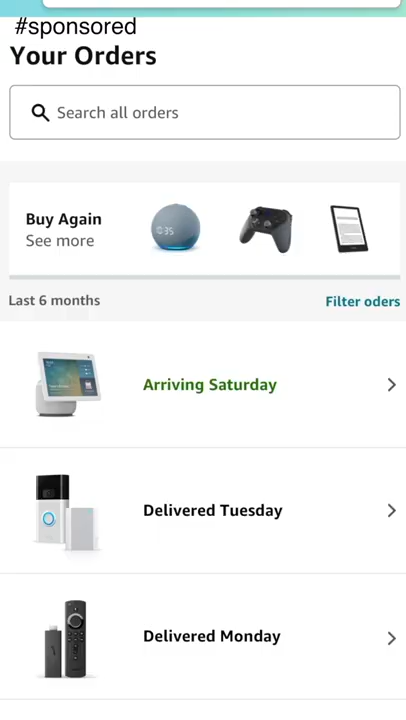 #sponsored
Your Orders
Search all orders
Buy Again
See more
Last 6 months
Filter oders
Arriving Saturday
Delivered Tuesday
Delivered Monday